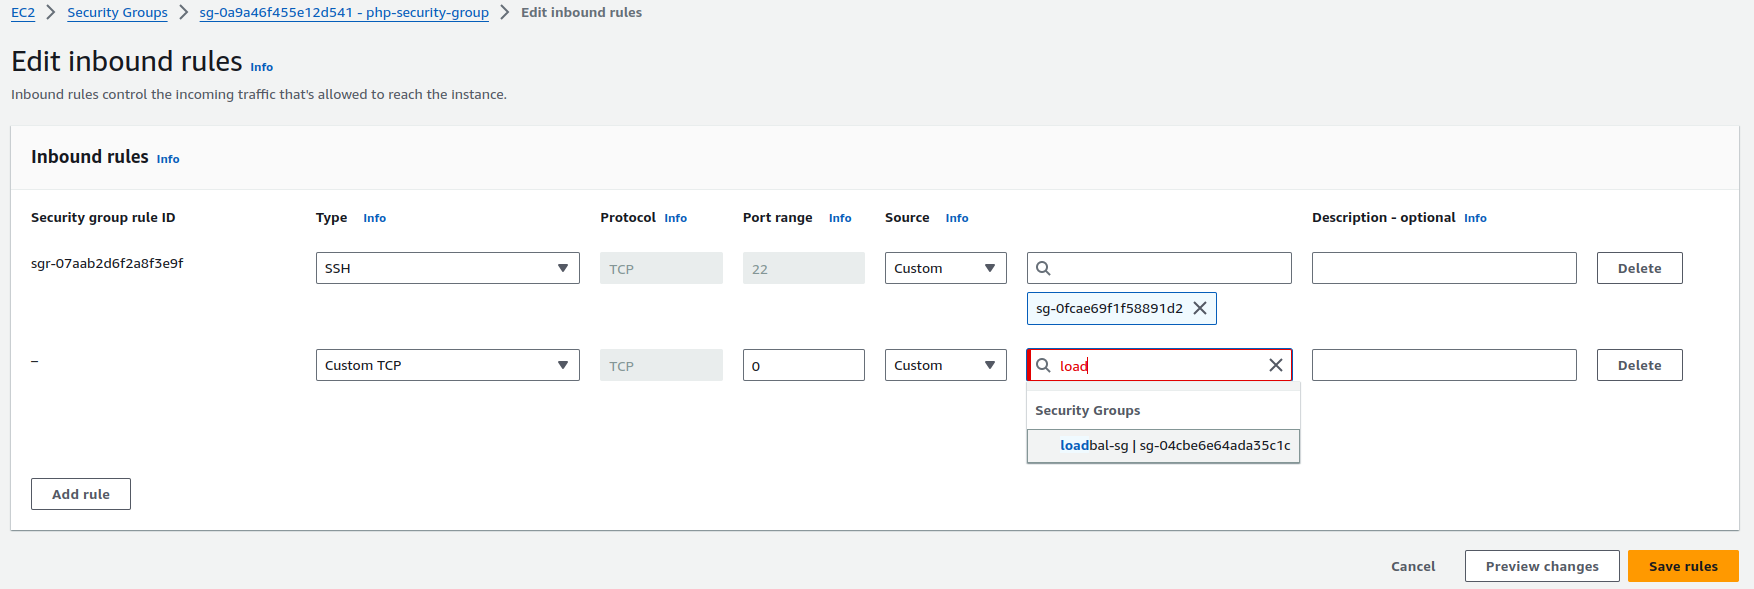 EC2 > Security Groups > sg-0a9a46f455e12d541 - php-security-group > Edit inbound rules
Edit inbound rules Info
Inbound rules control the incoming traffic that's allowed to reach the instance.
Inbound rules Info
Security group rule ID Type Info Protocol Info Port range Info Source Info Description - optional Info
sgr-07aab2d6f2a8f3e9f SSH TCP 22 Custom Delete
sg-0fcae69f1f58891d2
– Custom TCP TCP 0 Custom load Delete
Security Groups
loadbal-sg | sg-04cbe6e64ada35c1c
Add rule
Cancel Preview changes Save rules